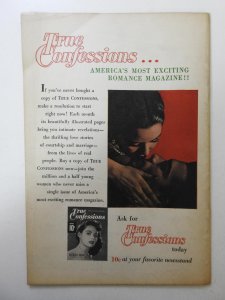 True
Confessions...
AMERICA'S MOST EXCITING
ROMANCE MAGAZINE!!
If you've never bought a
copy of TRUE CONFESSIONS,
make a resolution to start
right now! Each month
its beautifully illustrated pages
bring you intimate revelations—
the thrilling love stories
of courtship and marriage—
from the lives of real
people. Buy a copy of TRUE
CONFESSIONS now—join the
million and a half young
women who never miss a
single issue of America's
most exciting romance magazine.
True
Confessions
10¢
Ask for
True
Confessions
today
10¢ at your favorite newsstand